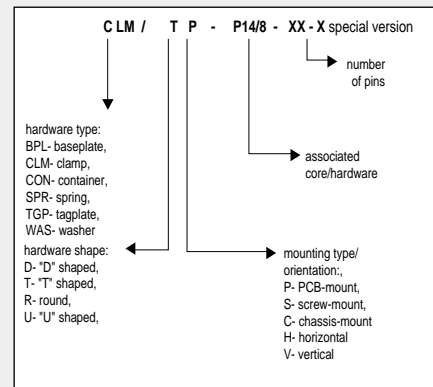 C LM / T P - P14/8 - XX - X special version
number
of pins
hardware type:
BPL- baseplate,
CLM- clamp,
CON- container,
SPR- spring,
TGP- tagplate,
WAS- washer
associated
core/hardware
hardware shape:
D- "D" shaped,
T- "T" shaped,
R- round,
U- "U" shaped,
mounting type/
orientation:,
P- PCB-mount,
S- screw-mount,
C- chassis-mount
H- horizontal
V- vertical